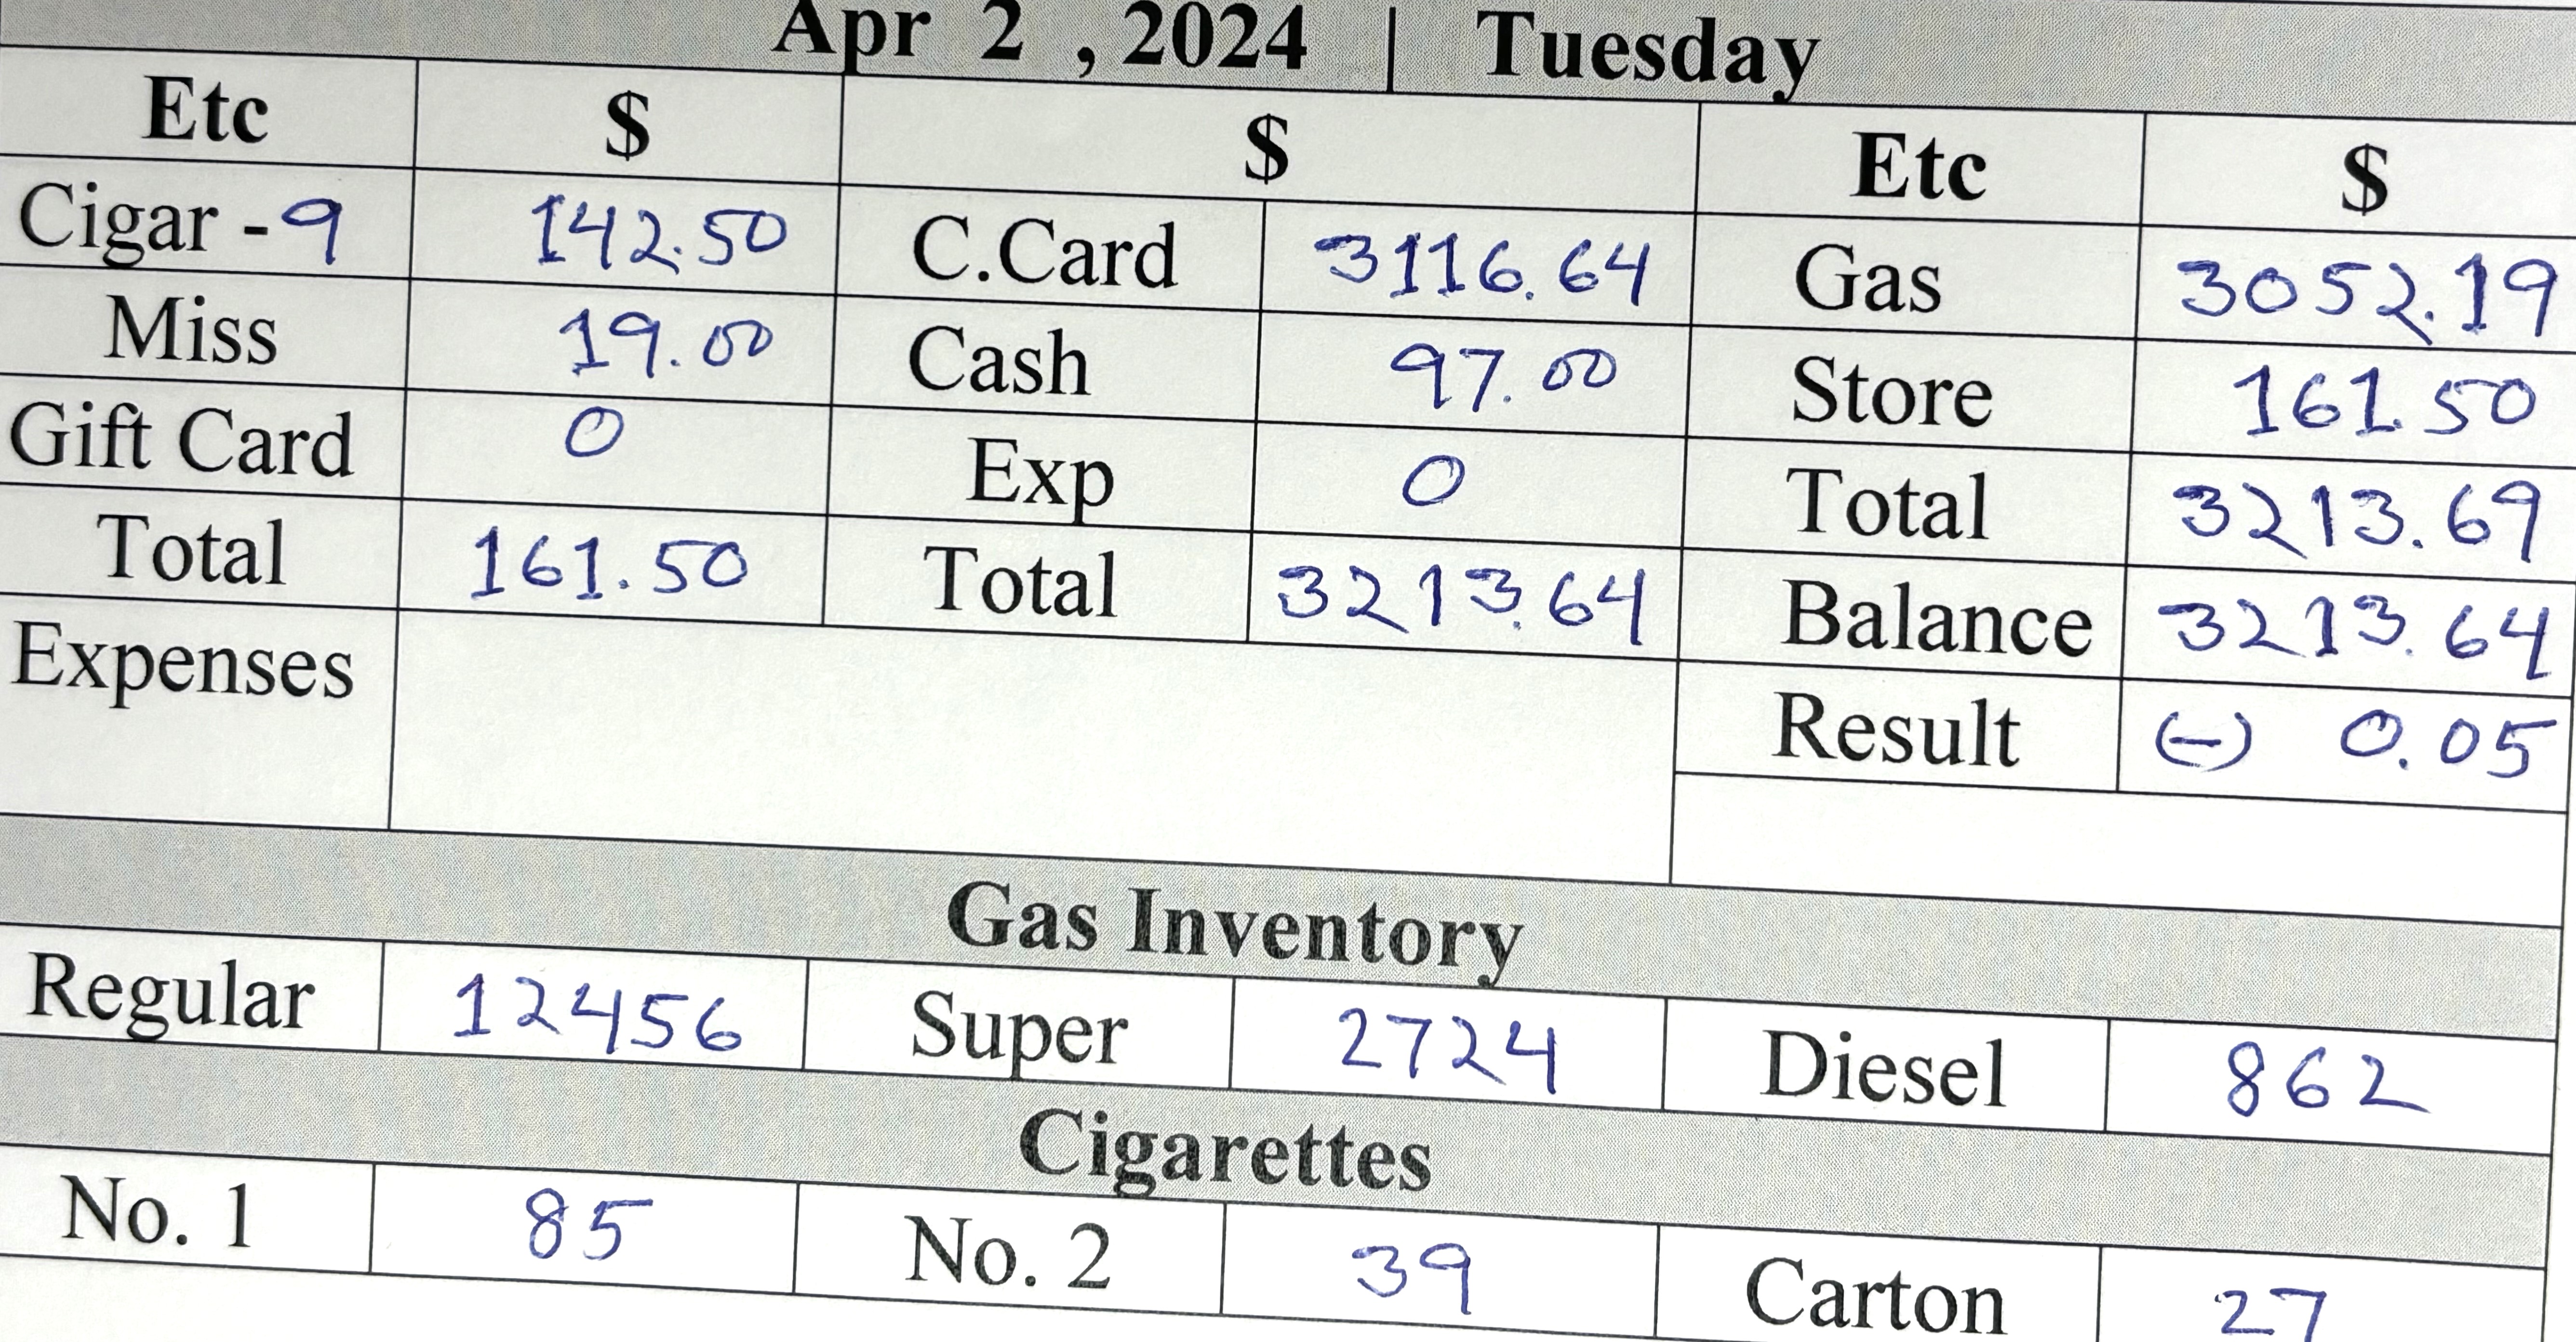 Apr 2 , 2024 | Tuesday
Etc $ $ Etc $
Cigar - 9 142.50 C.Card 3116.64 Gas 3052.19
Miss 19.00 Cash 97.00 Store 161.50
Gift Card 0 Exp 0 Total 3213.69
Total 161.50 Total 3213.64 Balance 3213.64
Expenses Result (-) 0.05
Gas Inventory
Regular 12456 Super 2724 Diesel 862
Cigarettes
No. 1 85 No. 2 39 Carton 27